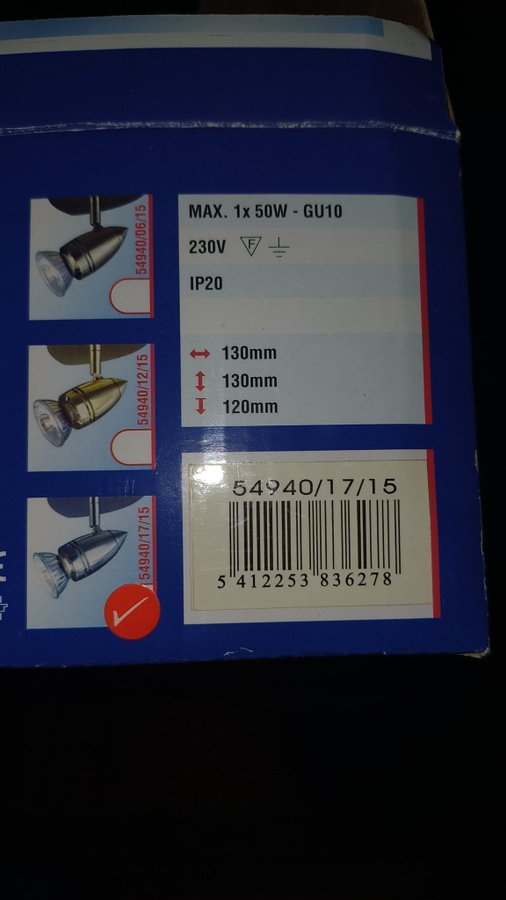 54940/06/15
54940/12/15
54940/17/15
MAX. 1x 50W - GU10
230V F
IP20
130mm
130mm
120mm
54940/17/15
5 412253 836278